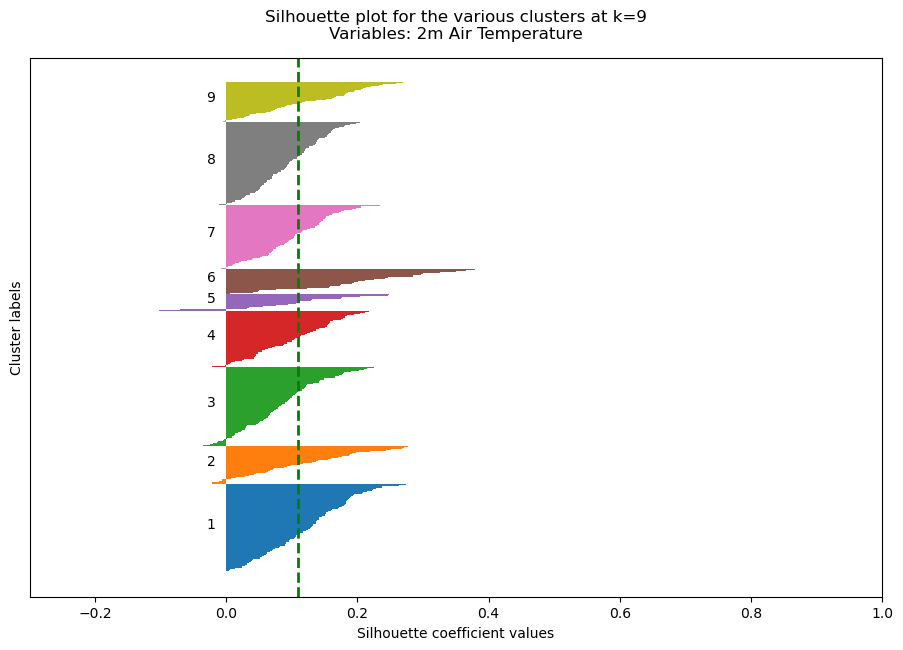 Silhouette plot for the various clusters at k=9
Variables: 2m Air Temperature
9
8
7
6
5
4
3
2
1
Cluster labels
−0.2 0.0 0.2 0.4 0.6 0.8 1.0
Silhouette coefficient values